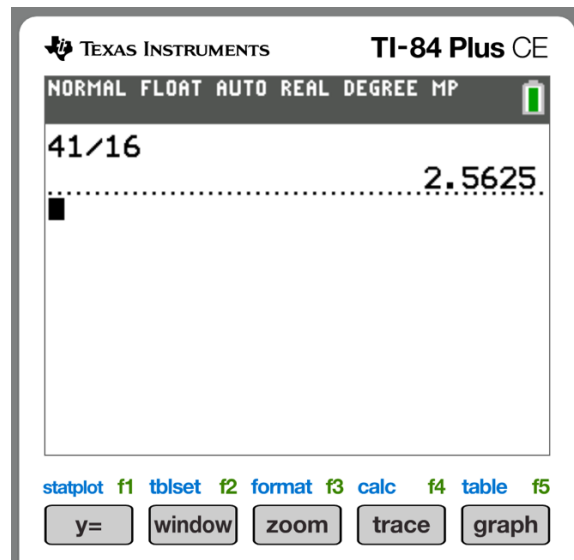 TEXAS INSTRUMENTS TI-84 Plus CE
NORMAL FLOAT AUTO REAL DEGREE MP
41/16
2.5625
statplot f1 tblset f2 format f3 calc f4 table f5
y= window zoom trace graph